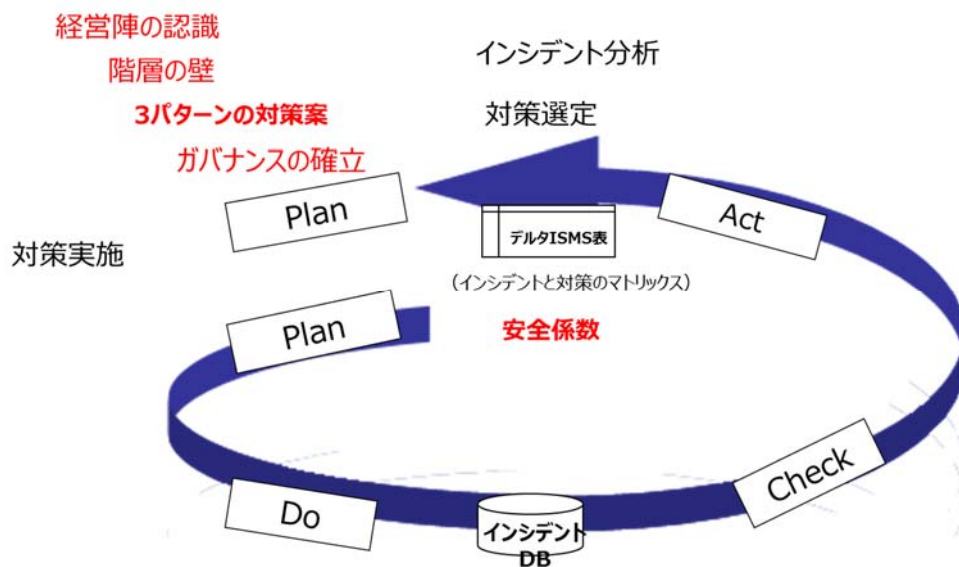 経営陣の認識
階層の壁
3パターンの対策案
ガバナンスの確立
インシデント分析
対策選定
Plan
Act
デルタISMS表
(インシデントと対策のマトリックス)
対策実施
Plan
安全係数
Check
Do
インシデント
DB